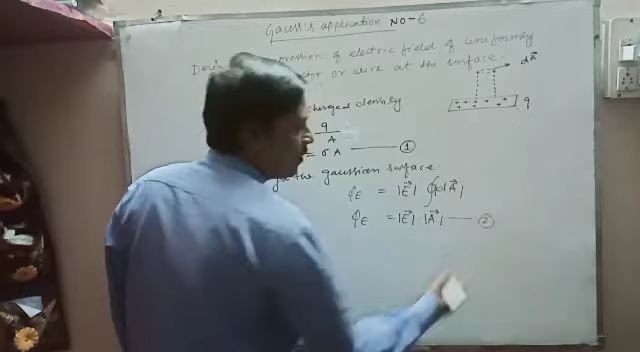 Gauss's application NO-6
expression of electric field of uniformly
or wire at the surface.
dA⃗
+ + + + + + q
charged density
q
A
= σA ——— ①
the gaussian surface.
φE = |E⃗| ∮|dA⃗|
φE = |E⃗| |A⃗| —— ②